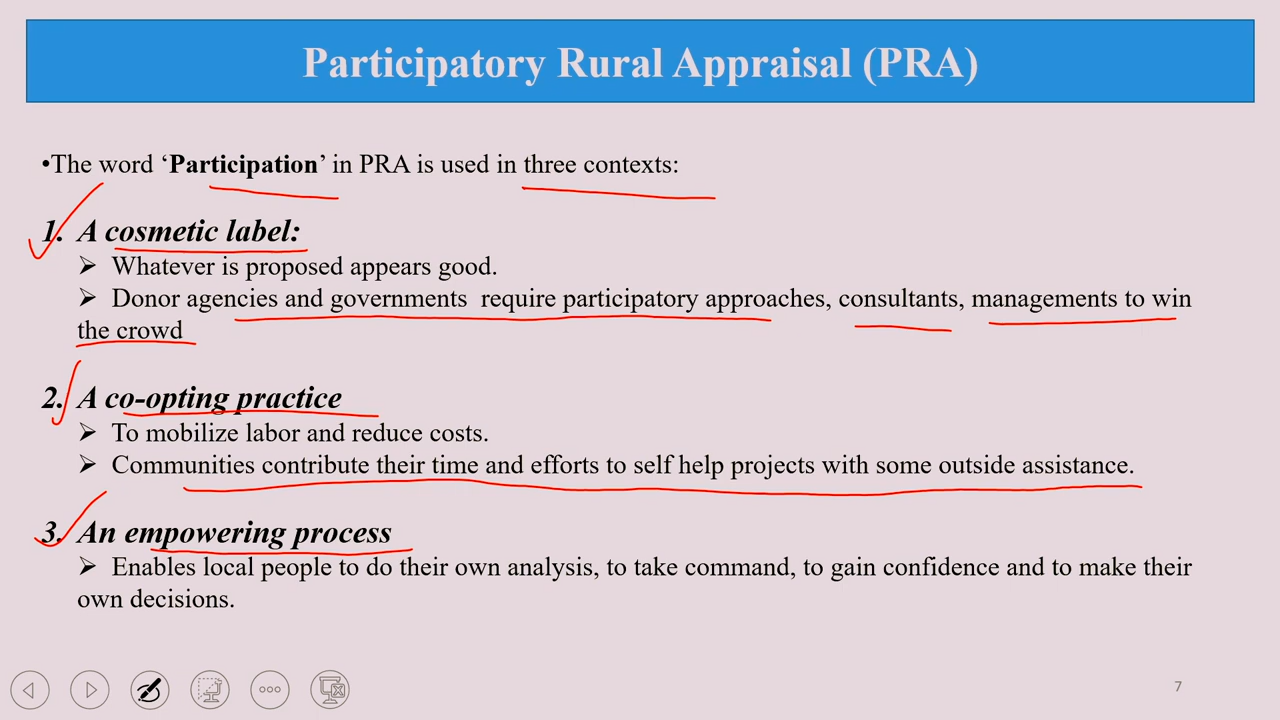 Participatory Rural Appraisal (PRA)
•The word ‘Participation’ in PRA is used in three contexts:
1. A cosmetic label:
➢ Whatever is proposed appears good.
➢ Donor agencies and governments require participatory approaches, consultants, managements to win
the crowd
2. A co-opting practice
➢ To mobilize labor and reduce costs.
➢ Communities contribute their time and efforts to self help projects with some outside assistance.
3. An empowering process
➢ Enables local people to do their own analysis, to take command, to gain confidence and to make their
own decisions.
7